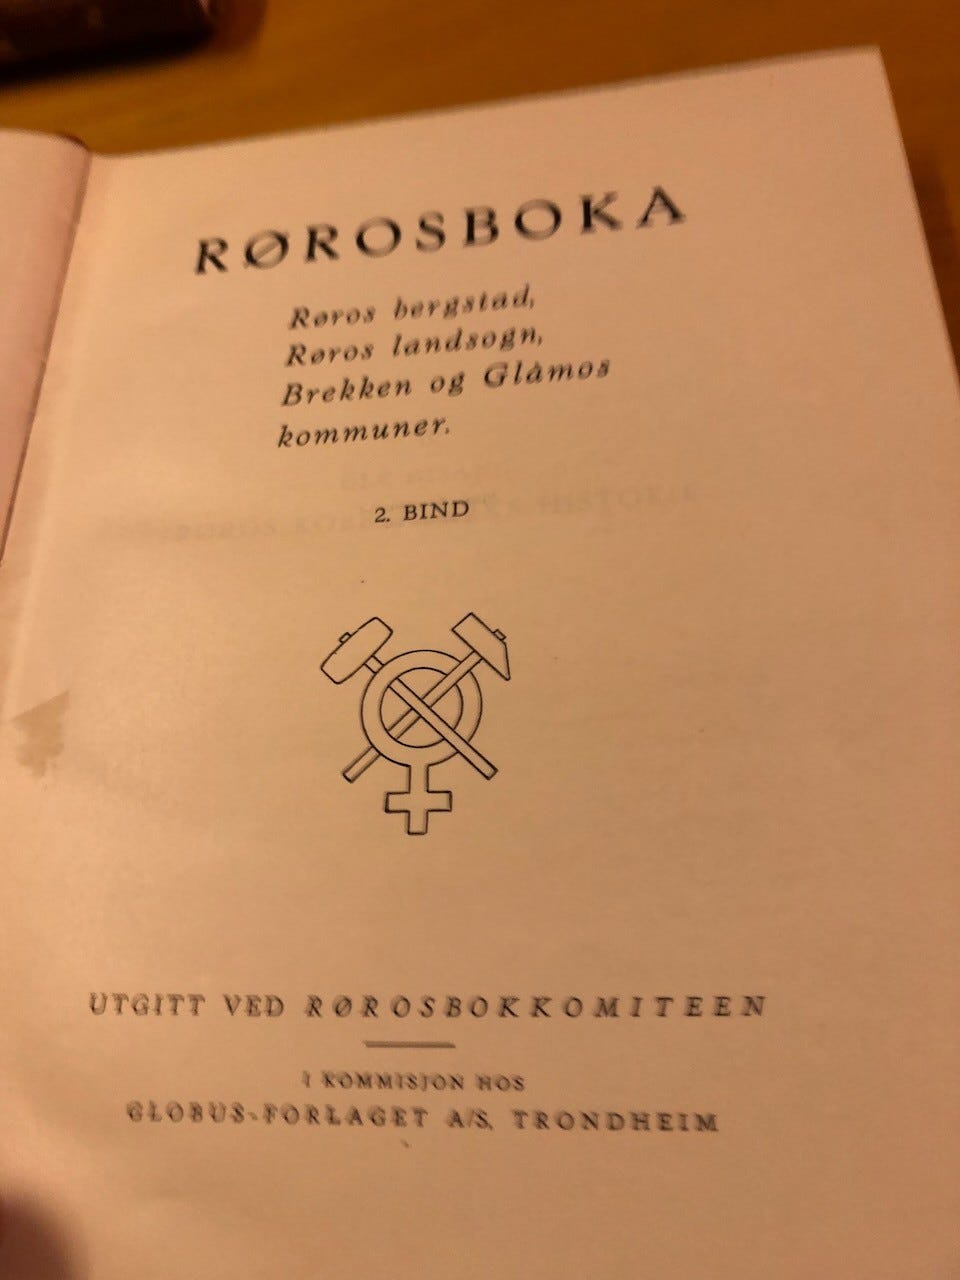 RØROSBOKA
Røros bergstad,
Røros landsogn,
Brekken og Glåmos
kommuner.
2. BIND
UTGITT VED RØROSBOKKOMITEEN
I KOMMISJON HOS
GLOBUS-FORLAGET A/S, TRONDHEIM